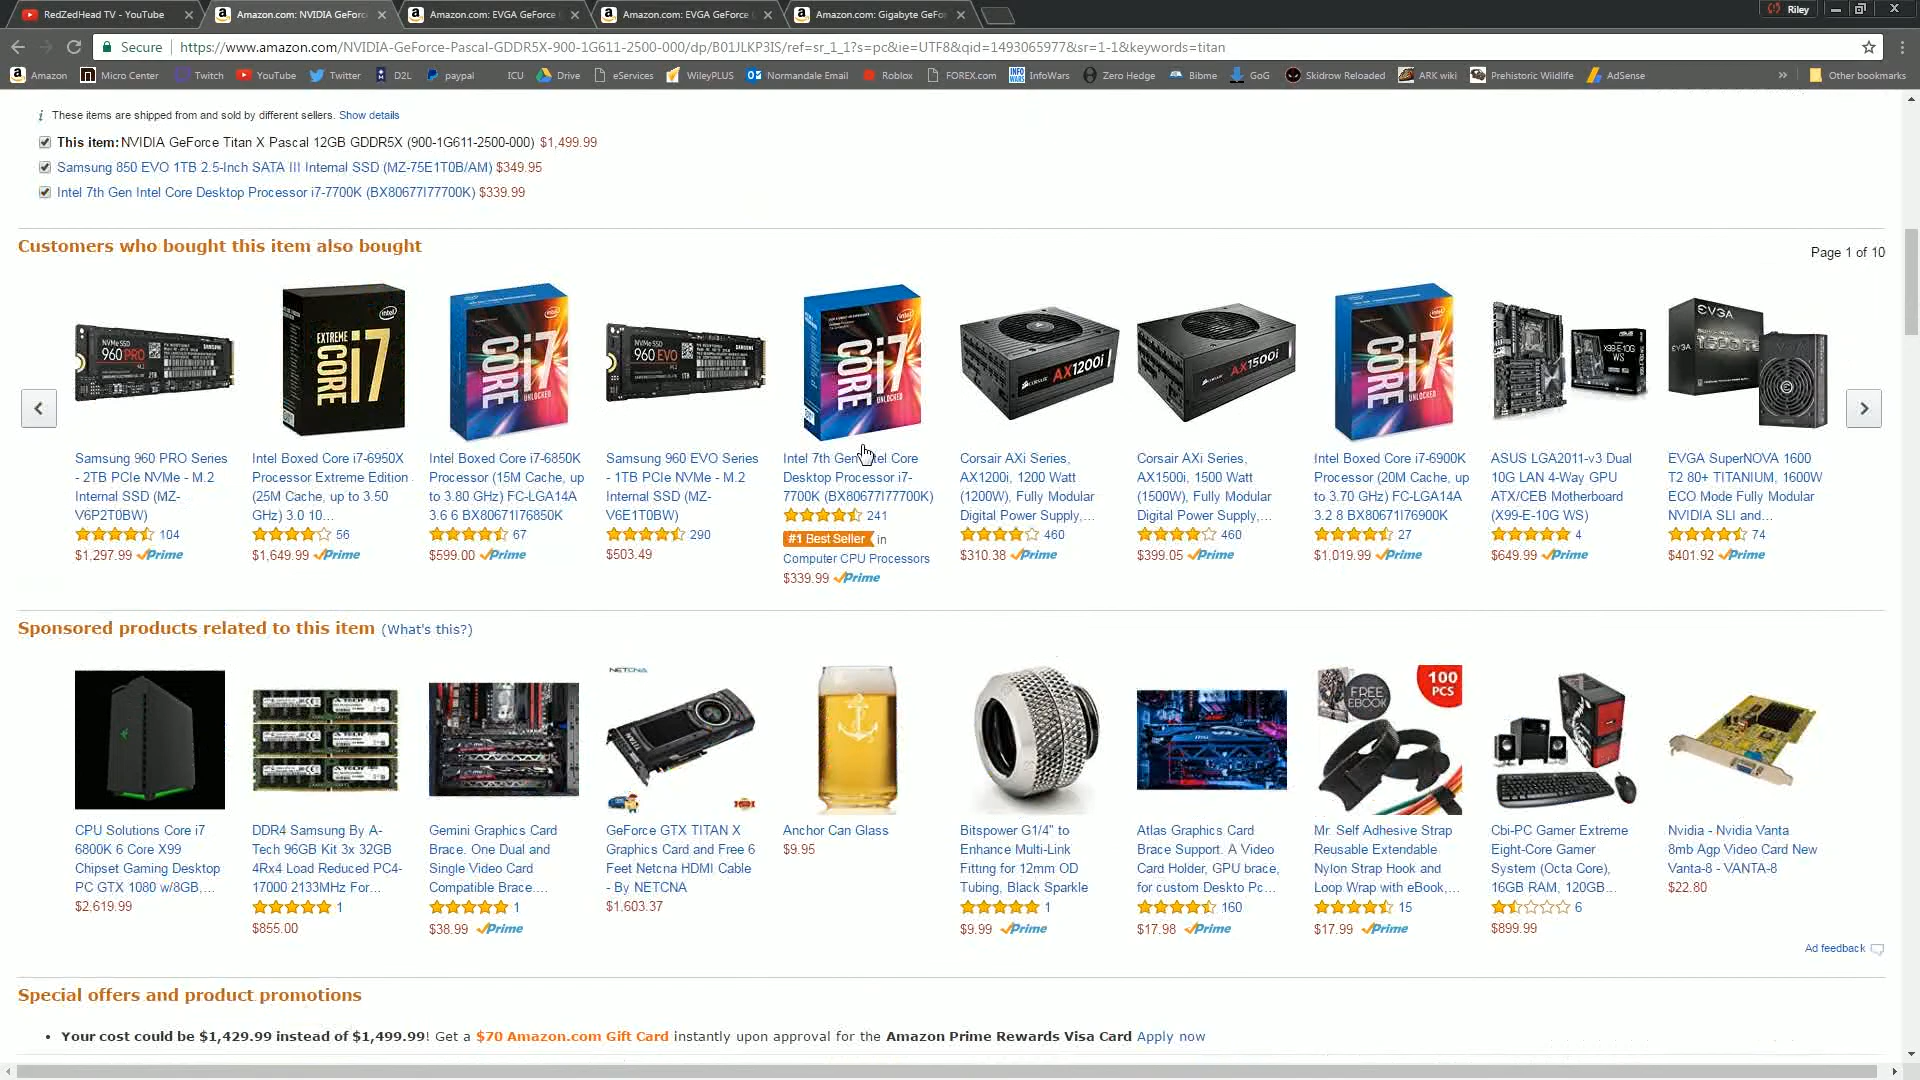 RedZedHead TV - YouTube
Amazon.com: NVIDIA GeForc
Amazon.com: EVGA GeForce
Amazon.com: EVGA GeForce
Amazon.com: Gigabyte GeFo
Riley
Secure
https://www.amazon.com/NVIDIA-GeForce-Pascal-GDDR5X-900-1G611-2500-000/dp/B01JLKP3IS/ref=sr_1_1?s=pc&ie=UTF8&qid=1493065977&sr=1-1&keywords=titan
Amazon
Micro Center
Twitch
YouTube
Twitter
D2L
paypal
ICU
Drive
eServices
WileyPLUS
Normandale Email
Roblox
FOREX.com
InfoWars
Zero Hedge
Bibme
GoG
Skidrow Reloaded
ARK wiki
Prehistoric Wildlife
AdSense
Other bookmarks
These items are shipped from and sold by different sellers. Show details
This item: NVIDIA GeForce Titan X Pascal 12GB GDDR5X (900-1G611-2500-000) $1,499.99
Samsung 850 EVO 1TB 2.5-Inch SATA III Internal SSD (MZ-75E1T0B/AM) $349.95
Intel 7th Gen Intel Core Desktop Processor i7-7700K (BX80677I77700K) $339.99
Customers who bought this item also bought
Page 1 of 10
Samsung 960 PRO Series
- 2TB PCIe NVMe - M.2
Internal SSD (MZ-
V6P2T0BW)
104
$1,297.99 Prime
Intel Boxed Core i7-6950X
Processor Extreme Edition
(25M Cache, up to 3.50
GHz) 3.0 10...
56
$1,649.99 Prime
Intel Boxed Core i7-6850K
Processor (15M Cache, up
to 3.80 GHz) FC-LGA14A
3.6 6 BX80671I76850K
67
$599.00 Prime
Samsung 960 EVO Series
- 1TB PCIe NVMe - M.2
Internal SSD (MZ-
V6E1T0BW)
290
$503.49
Intel 7th Gen Intel Core
Desktop Processor i7-
7700K (BX80677I77700K)
241
#1 Best Seller in
Computer CPU Processors
$339.99 Prime
Corsair AXi Series,
AX1200i, 1200 Watt
(1200W), Fully Modular
Digital Power Supply,...
460
$310.38 Prime
Corsair AXi Series,
AX1500i, 1500 Watt
(1500W), Fully Modular
Digital Power Supply,...
460
$399.05 Prime
Intel Boxed Core i7-6900K
Processor (20M Cache, up
to 3.70 GHz) FC-LGA14A
3.2 8 BX80671I76900K
27
$1,019.99 Prime
ASUS LGA2011-v3 Dual
10G LAN 4-Way GPU
ATX/CEB Motherboard
(X99-E-10G WS)
4
$649.99 Prime
EVGA SuperNOVA 1600
T2 80+ TITANIUM, 1600W
ECO Mode Fully Modular
NVIDIA SLI and...
74
$401.92 Prime
Sponsored products related to this item (What's this?)
CPU Solutions Core i7
6800K 6 Core X99
Chipset Gaming Desktop
PC GTX 1080 w/8GB,...
$2,619.99
DDR4 Samsung By A-
Tech 96GB Kit 3x 32GB
4Rx4 Load Reduced PC4-
17000 2133MHz For...
1
$855.00
Gemini Graphics Card
Brace. One Dual and
Single Video Card
Compatible Brace....
1
$38.99 Prime
GeForce GTX TITAN X
Graphics Card and Free 6
Feet Netcna HDMI Cable
- By NETCNA
$1,603.37
Anchor Can Glass
$9.95
Bitspower G1/4" to
Enhance Multi-Link
Fitting for 12mm OD
Tubing, Black Sparkle
1
$9.99 Prime
Atlas Graphics Card
Brace Support. A Video
Card Holder, GPU brace,
for custom Deskto Pc...
160
$17.98 Prime
Mr. Self Adhesive Strap
Reusable Extendable
Nylon Strap Hook and
Loop Wrap with eBook,...
15
$17.99 Prime
Cbi-PC Gamer Extreme
Eight-Core Gamer
System (Octa Core),
16GB RAM, 120GB...
6
$899.99
Nvidia - Nvidia Vanta
8mb Agp Video Card New
Vanta-8 - VANTA-8
$22.80
Ad feedback
Special offers and product promotions
• Your cost could be $1,429.99 instead of $1,499.99! Get a $70 Amazon.com Gift Card instantly upon approval for the Amazon Prime Rewards Visa Card Apply now